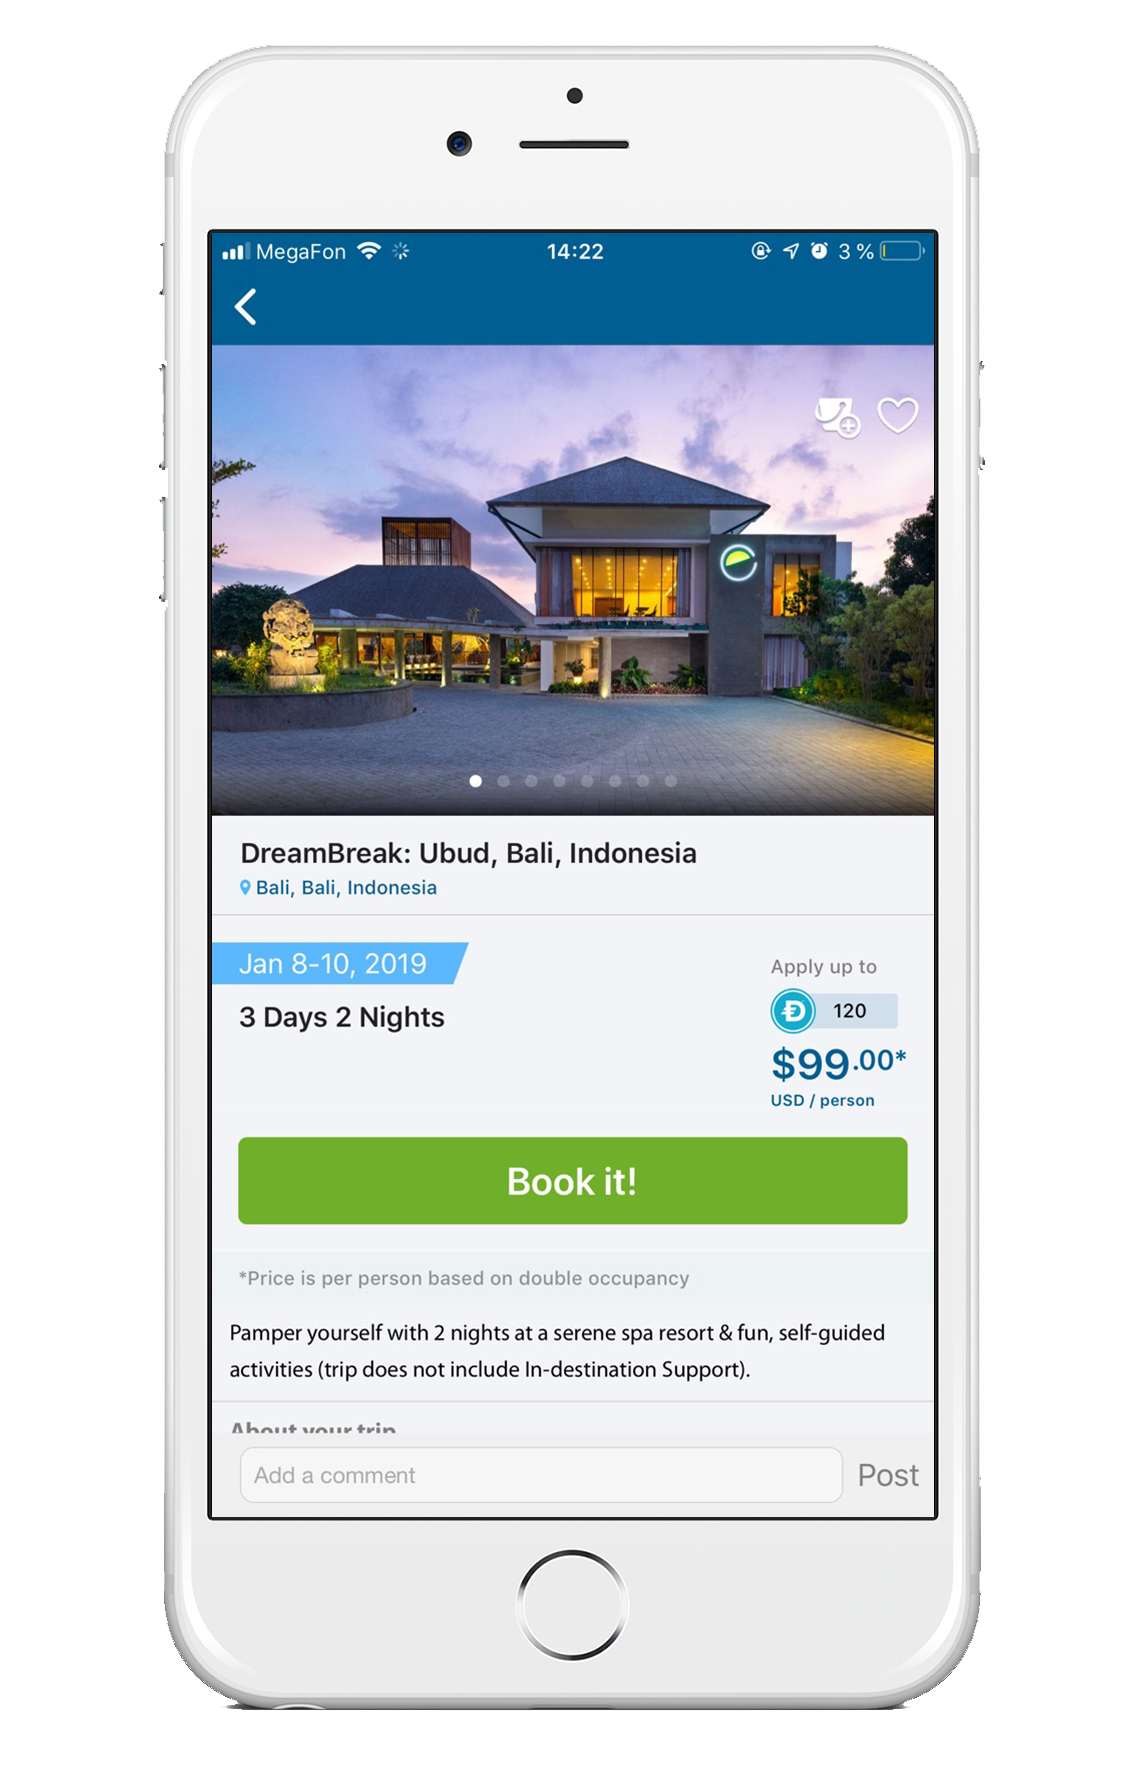 MegaFon 14:22 3 %
DreamBreak: Ubud, Bali, Indonesia
Bali, Bali, Indonesia
Jan 8-10, 2019
3 Days 2 Nights
Apply up to
120
$99.00*
USD / person
Book it!
*Price is per person based on double occupancy
Pamper yourself with 2 nights at a serene spa resort & fun, self-guided
activities (trip does not include In-destination Support).
About your trip
Add a comment
Post